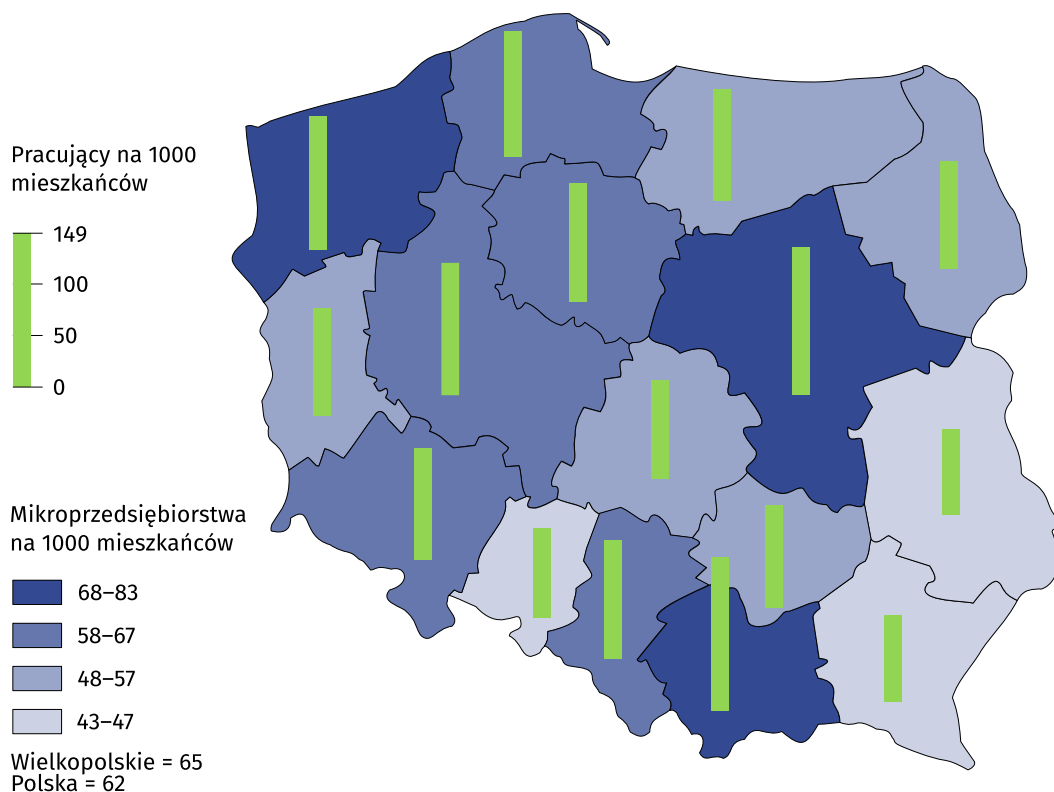 Pracujący na 1000
mieszkańców
149
100
50
0
Mikroprzedsiębiorstwa
na 1000 mieszkańców
68–83
58–67
48–57
43–47
Wielkopolskie = 65
Polska = 62